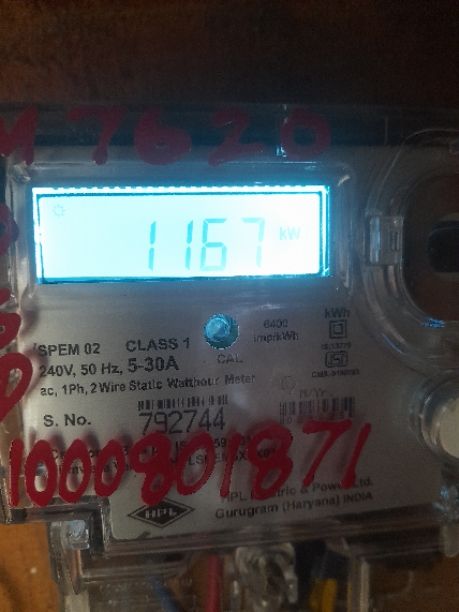 M7620
1167 kW
kWh
6400
imp/kWh
CAL
SPEM 02 CLASS 1
240V, 50 Hz, 5-30A
ac, 1Ph, 2 Wire Static Watthour Meter
S. No. 792744
1000801871
HPL
HPL Electric & Power Ltd.
Gurugram (Haryana) INDIA